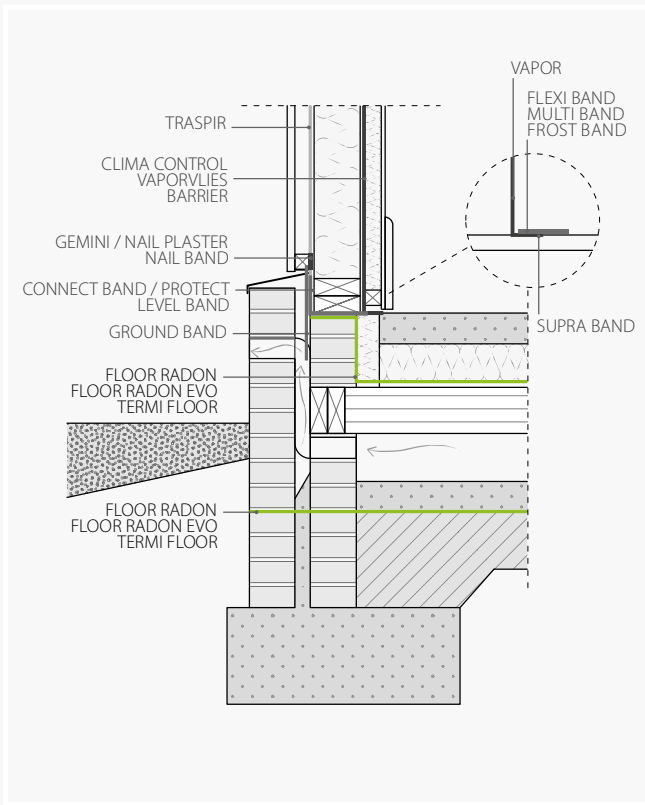 VAPOR
FLEXI BAND
MULTI BAND
FROST BAND
TRASPIR
CLIMA CONTROL
VAPORVLIES
BARRIER
GEMINI / NAIL PLASTER
NAIL BAND
CONNECT BAND / PROTECT
LEVEL BAND
SUPRA BAND
GROUND BAND
FLOOR RADON
FLOOR RADON EVO
TERMI FLOOR
FLOOR RADON
FLOOR RADON EVO
TERMI FLOOR